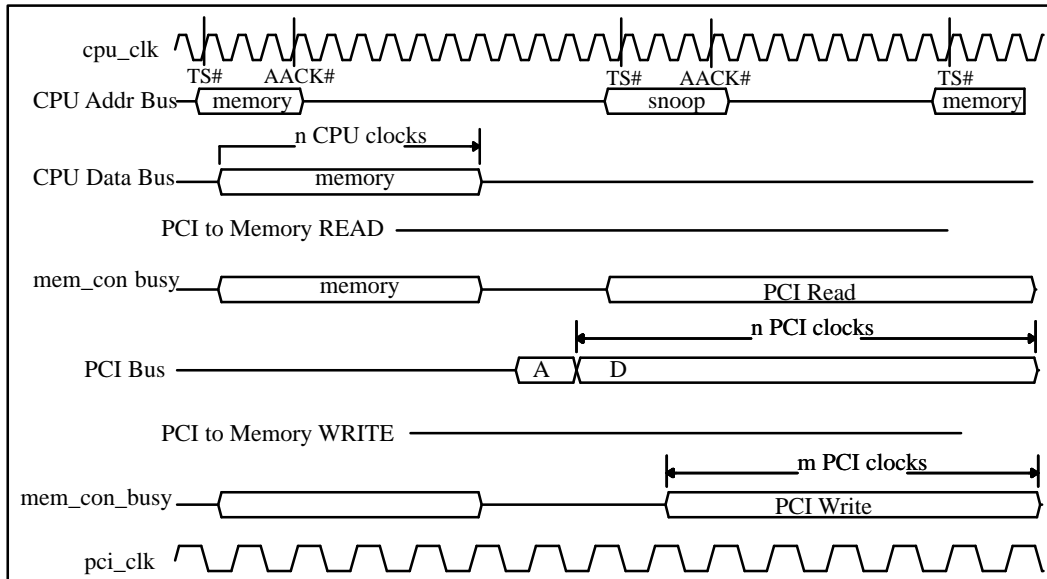 cpu_clk
TS# AACK# TS# AACK# TS#
CPU Addr Bus memory snoop memory
n CPU clocks
CPU Data Bus memory
PCI to Memory READ
mem_con busy memory PCI Read
n PCI clocks
PCI Bus A D
PCI to Memory WRITE
m PCI clocks
mem_con_busy PCI Write
pci_clk